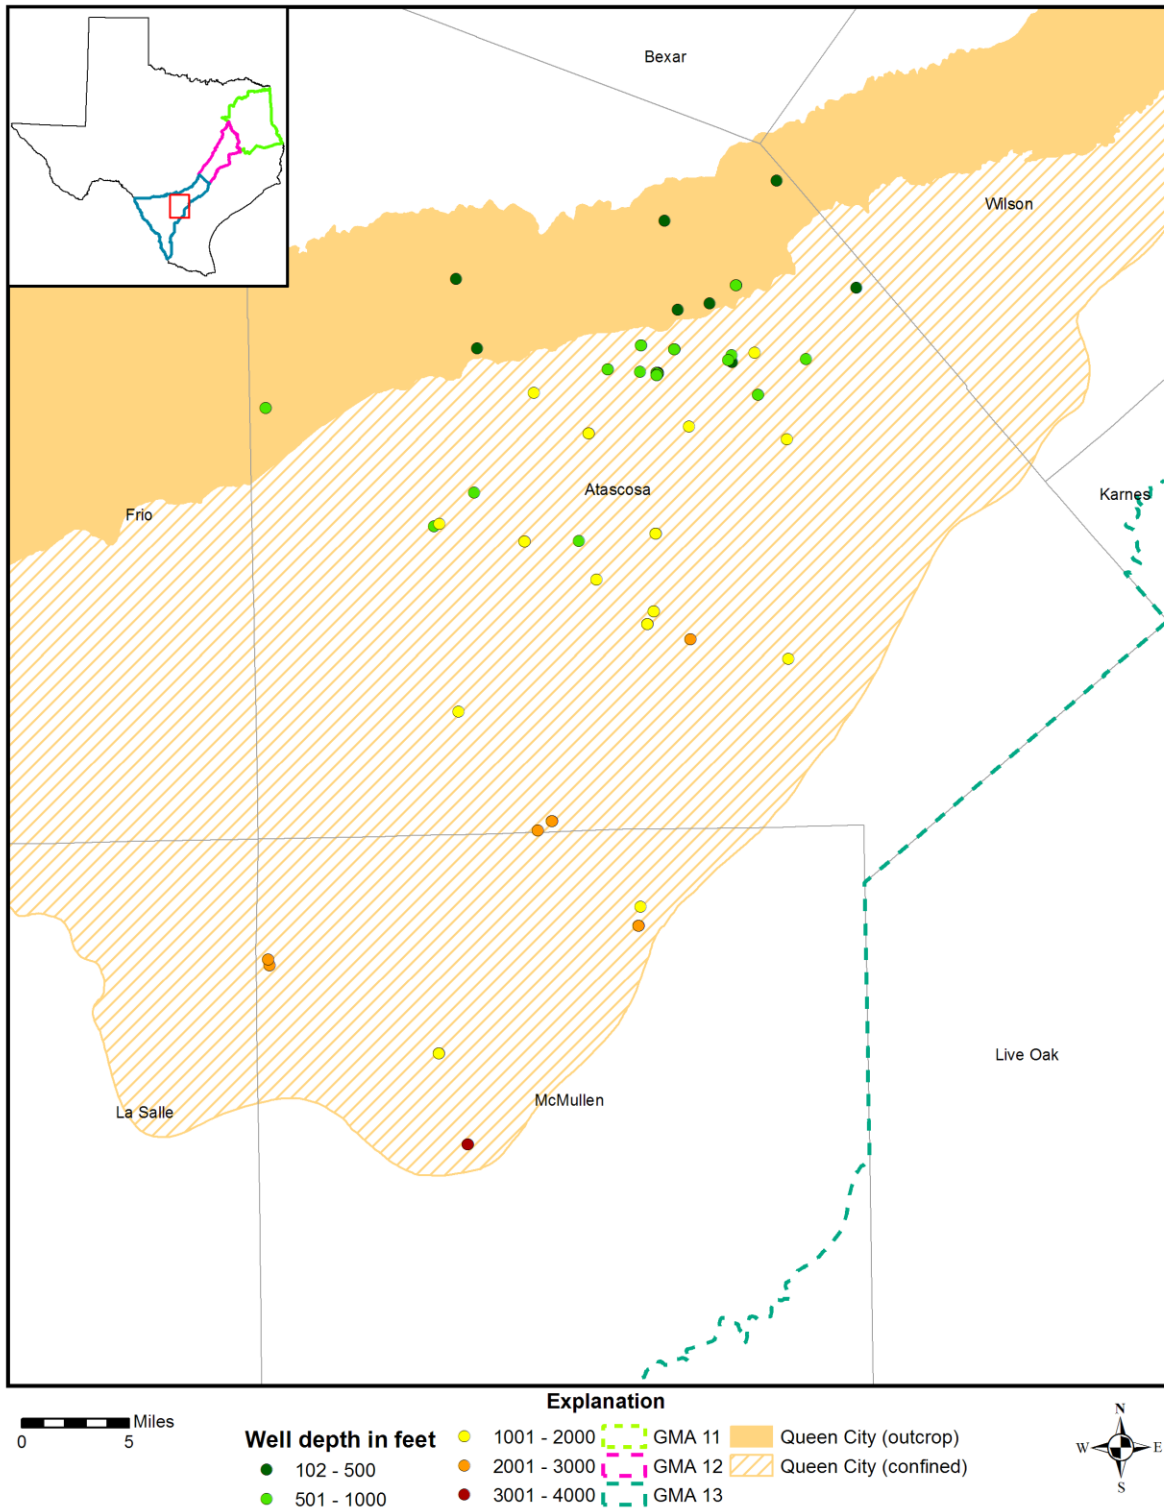 Bexar
Wilson
Atascosa
Karnes
Frio
Live Oak
McMullen
La Salle
Explanation
Miles
0 5
Well depth in feet
102 - 500
501 - 1000
1001 - 2000
2001 - 3000
3001 - 4000
GMA 11
GMA 12
GMA 13
Queen City (outcrop)
Queen City (confined)
N
W E
S